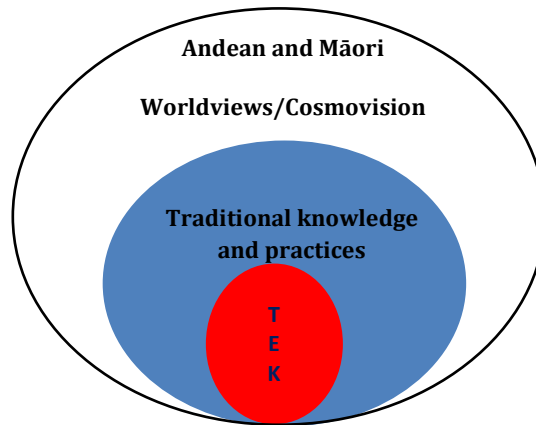 Andean and Māori
Worldviews/Cosmovision
Traditional knowledge
and practices
T
E
K